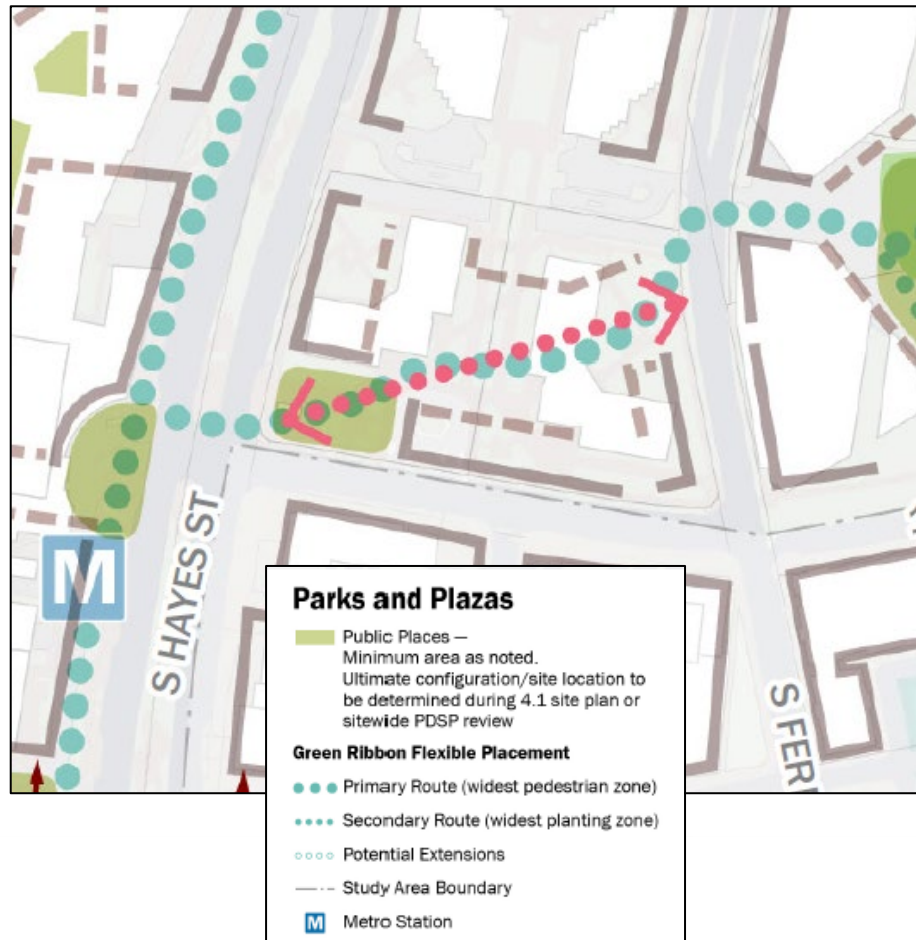 M
S HAYES ST
S FER
Parks and Plazas
Public Places —
Minimum area as noted.
Ultimate configuration/site location to
be determined during 4.1 site plan or
sitewide PDSP review
Green Ribbon Flexible Placement
Primary Route (widest pedestrian zone)
Secondary Route (widest planting zone)
Potential Extensions
Study Area Boundary
M Metro Station